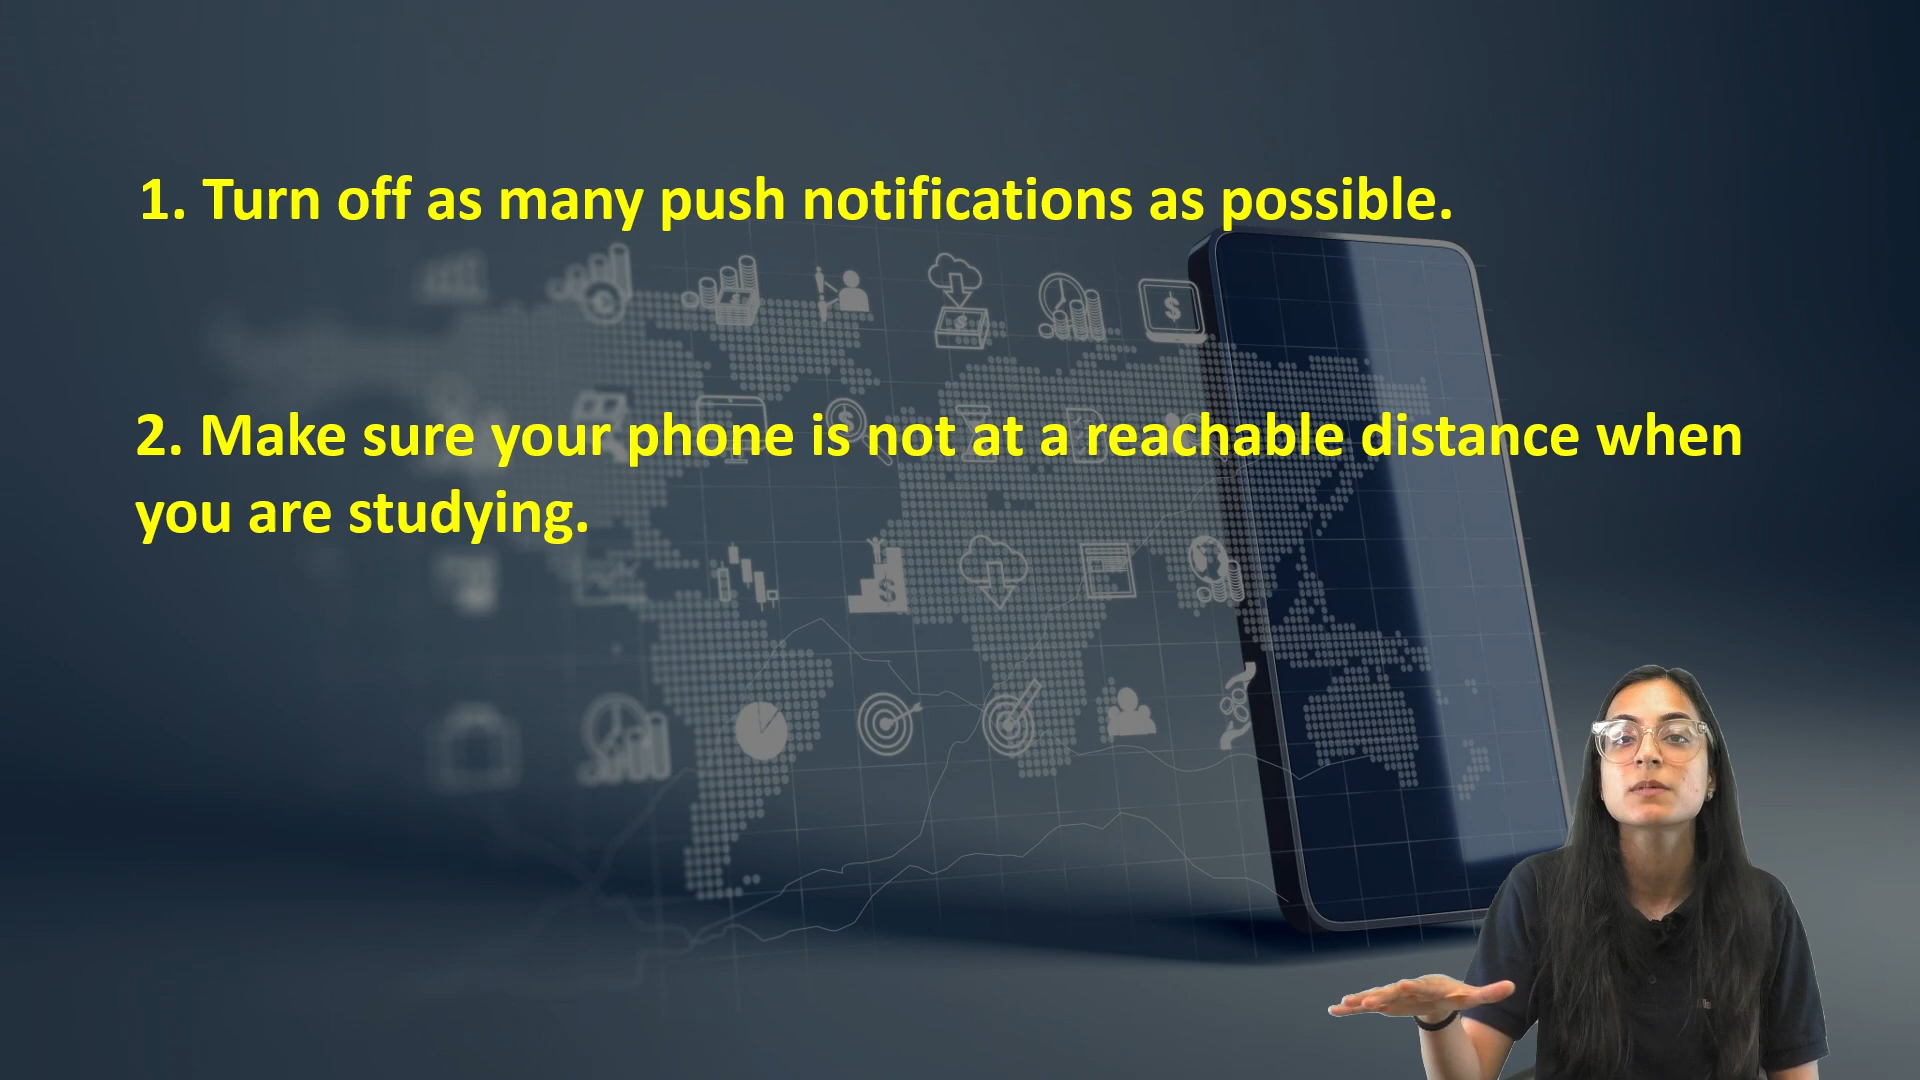 1. Turn off as many push notifications as possible.
2. Make sure your phone is not at a reachable distance when
you are studying.